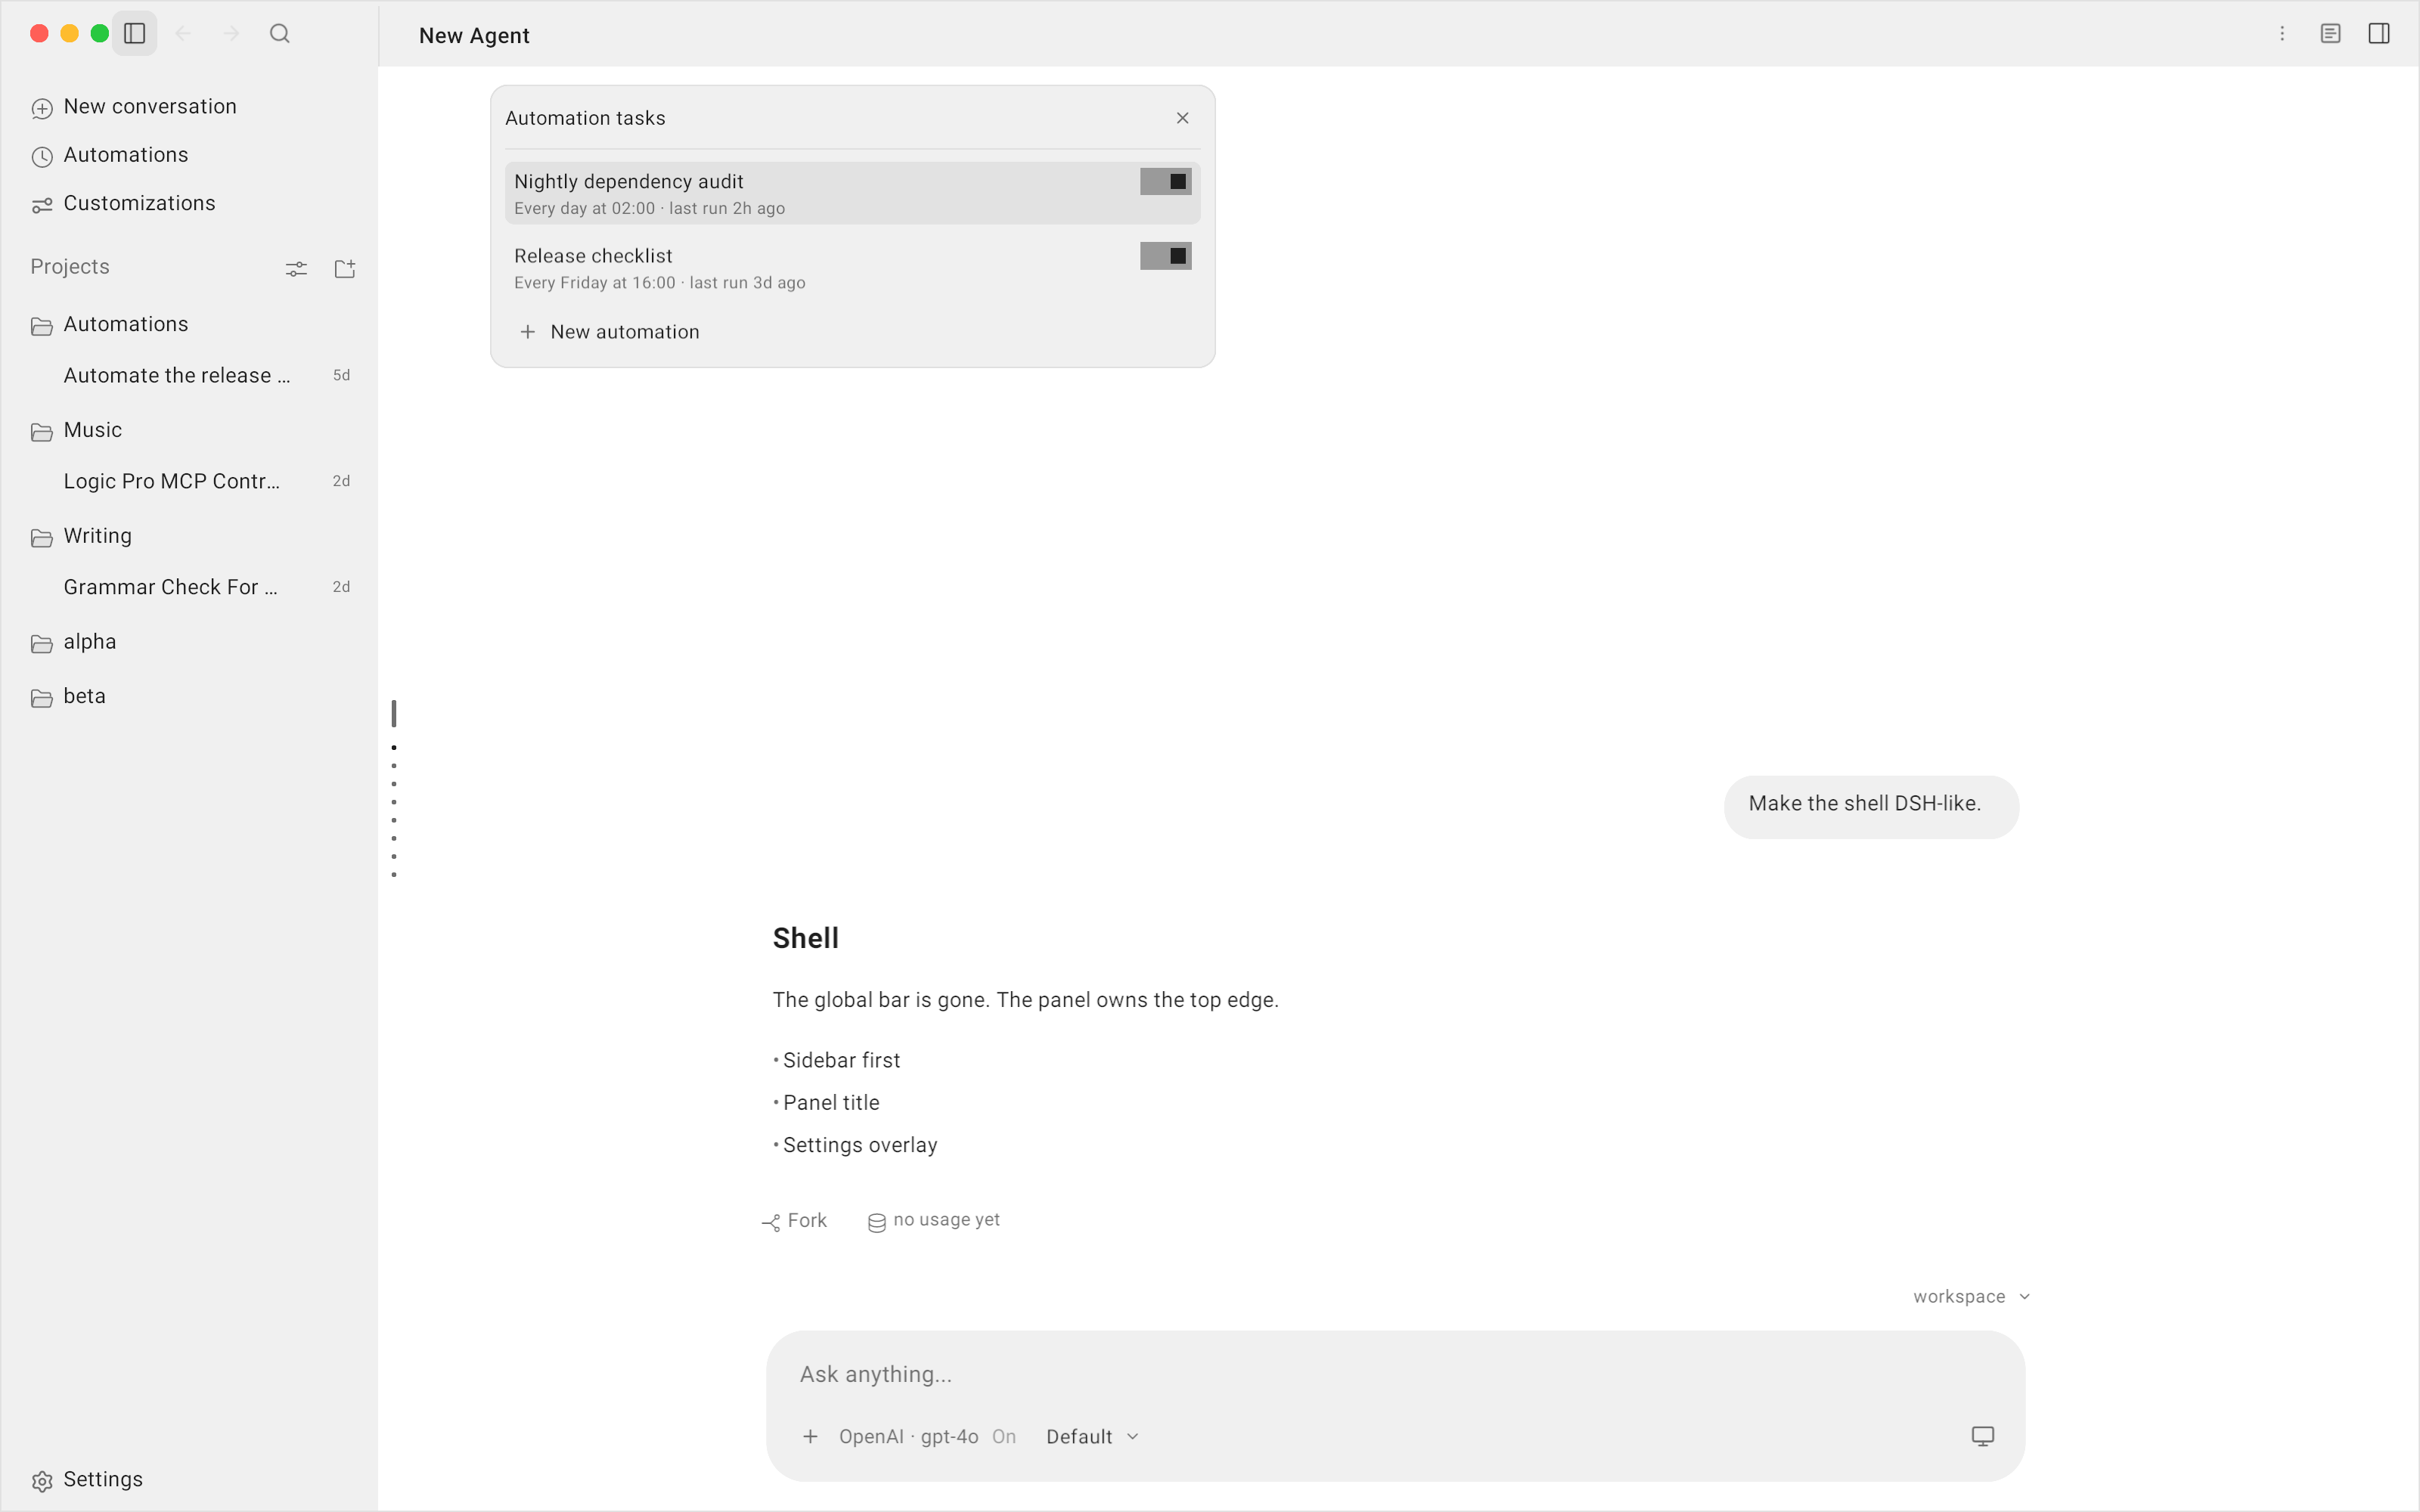 New Agent
New conversation
Automations
Customizations
Projects
Automations
Automate the release ... 5d
Music
Logic Pro MCP Contr... 2d
Writing
Grammar Check For ... 2d
alpha
beta
Settings
Automation tasks
Nightly dependency audit
Every day at 02:00 · last run 2h ago
Release checklist
Every Friday at 16:00 · last run 3d ago
New automation
Make the shell DSH-like.
Shell
The global bar is gone. The panel owns the top edge.
• Sidebar first
• Panel title
• Settings overlay
Fork no usage yet
workspace
Ask anything...
OpenAI · gpt-4o On Default